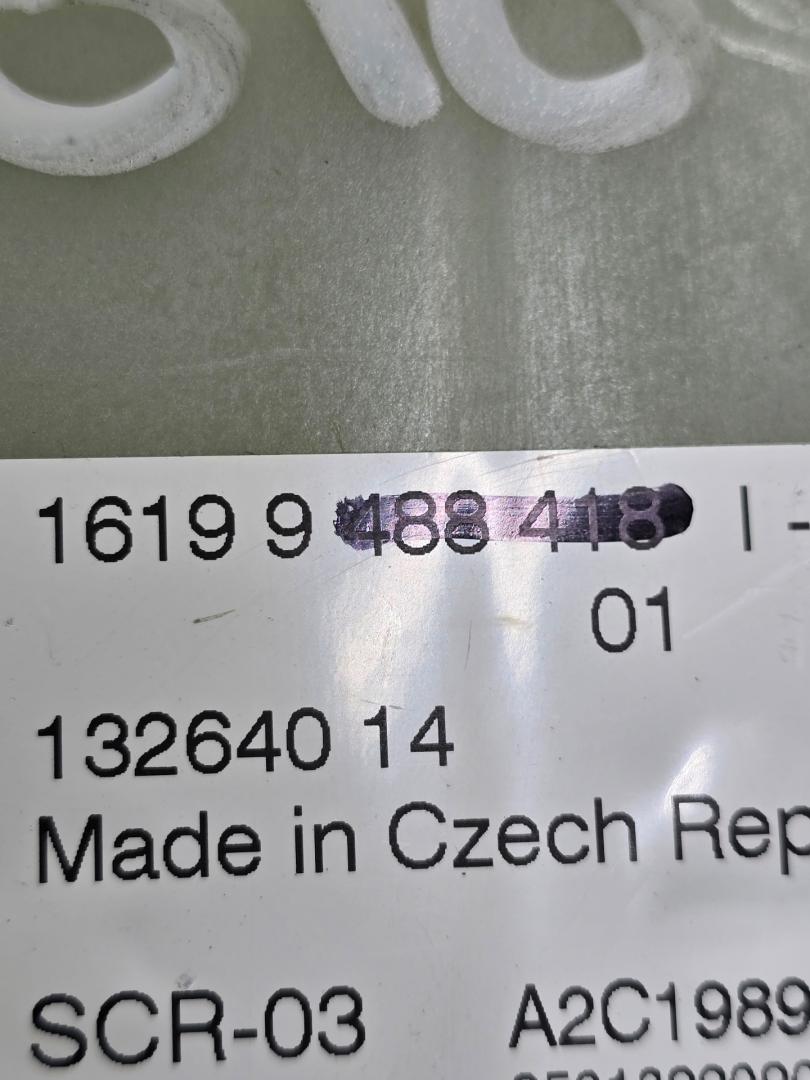 1619 9 488 418 I -
01
132640 14
Made in Czech Rep
SCR-03 A2C1989